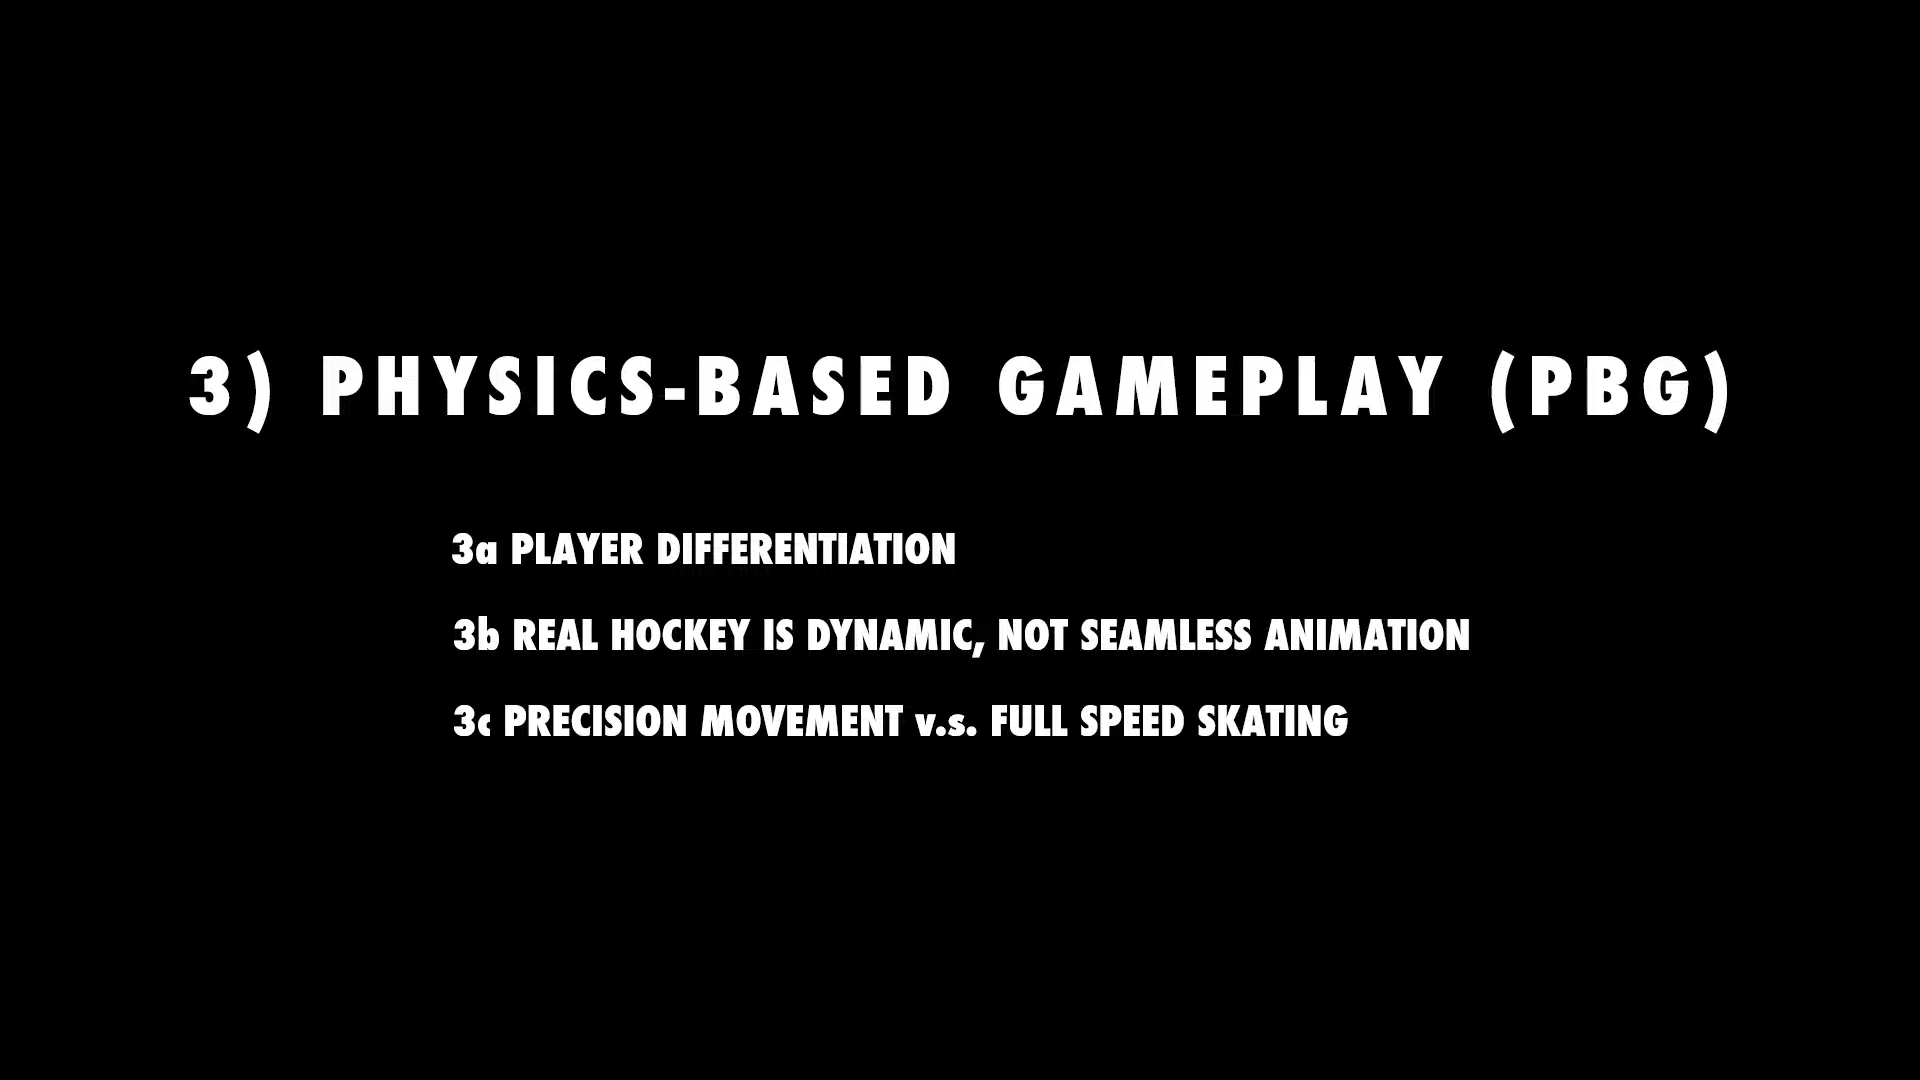 3) PHYSICS-BASED GAMEPLAY (PBG)
3a PLAYER DIFFERENTIATION
3b REAL HOCKEY IS DYNAMIC, NOT SEAMLESS ANIMATION
3c PRECISION MOVEMENT v.s. FULL SPEED SKATING